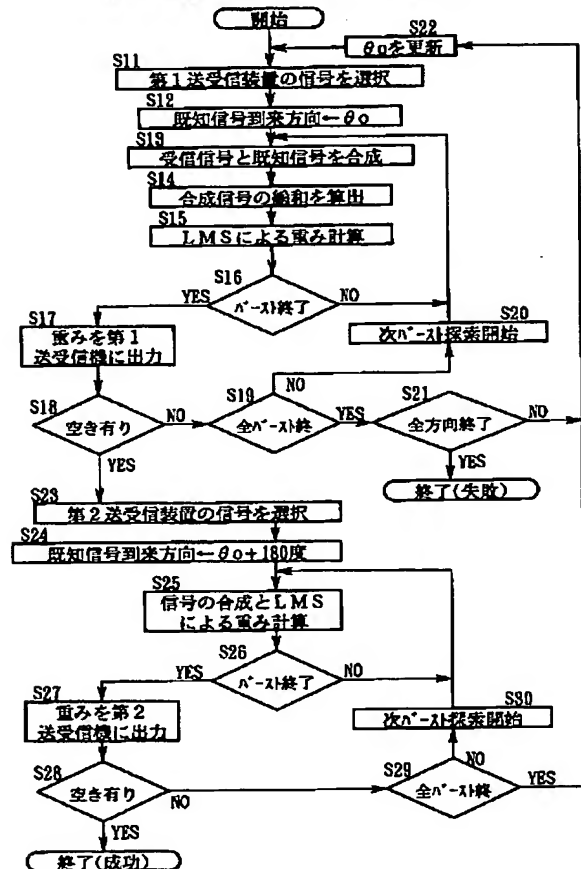 開始
S22
θoを更新
S11
第1送受信装置の信号を選択
S12
既知信号到来方向←θo
S13
受信信号と既知信号を合成
S14
合成信号の総和を算出
S15
LMSによる重み計算
S16
バースト終了
YES
NO
S17
重みを第1
送受信機に出力
S20
次バースト探索開始
S18
空き有り
NO
YES
S19
全バースト終
NO
YES
S21
全方向終了
NO
YES
終了(失敗)
S23
第2送受信装置の信号を選択
S24
既知信号到来方向←θo+180度
S25
信号の合成とLMS
による重み計算
S26
バースト終了
YES
NO
S27
重みを第2
送受信機に出力
S30
次バースト探索開始
S28
空き有り
NO
YES
S29
全バースト終
NO
YES
終了(成功)